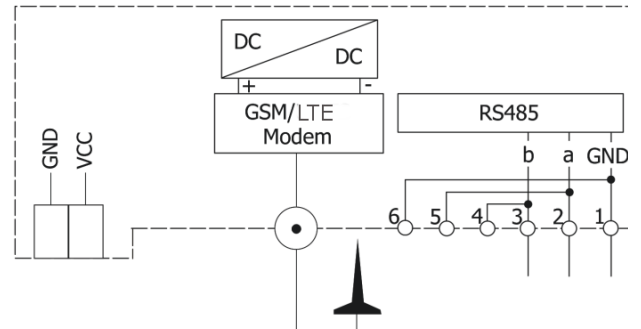 DC
DC
+ -
GSM/LTE
Modem
RS485
b a GND
GND
VCC
6 5 4 3 2 1